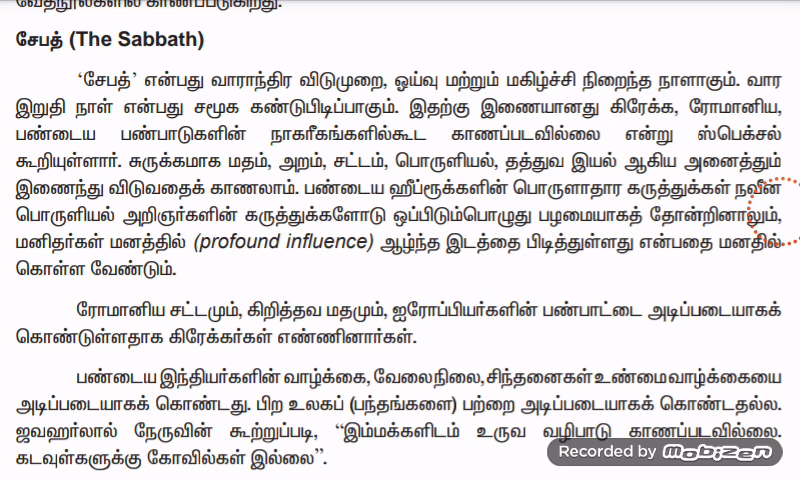 வேதநூல்களில் காணப்படுகிறது.
சேபத் (The Sabbath)
‘சேபத்’ என்பது வாராந்திர விடுமுறை, ஓய்வு மற்றும் மகிழ்ச்சி நிறைந்த நாளாகும். வார
இறுதி நாள் என்பது சமூக கண்டுபிடிப்பாகும். இதற்கு இணையானது கிரேக்க, ரோமானிய,
பண்டைய பண்பாடுகளின் நாகரீகங்களில்கூட காணப்படவில்லை என்று ஸ்பெக்சல்
கூறியுள்ளார். சுருக்கமாக மதம், அறம், சட்டம், பொருளியல், தத்துவ இயல் ஆகிய அனைத்தும்
இணைந்து விடுவதைக் காணலாம். பண்டைய ஹீப்ரூக்களின் பொருளாதார கருத்துக்கள் நவீன
பொருளியல் அறிஞர்களின் கருத்துக்களோடு ஒப்பிடும்பொழுது பழமையாகத் தோன்றினாலும்,
மனிதர்கள் மனத்தில் (profound influence) ஆழ்ந்த இடத்தை பிடித்துள்ளது என்பதை மனதில்
கொள்ள வேண்டும்.
ரோமானிய சட்டமும், கிறித்தவ மதமும், ஐரோப்பியர்களின் பண்பாட்டை அடிப்படையாகக்
கொண்டுள்ளதாக கிரேக்கர்கள் எண்ணினார்கள்.
பண்டைய இந்தியர்களின் வாழ்க்கை, வேலைநிலை, சிந்தனைகள் உண்மை வாழ்க்கையை
அடிப்படையாகக் கொண்டது. பிற உலகப் (பந்தங்களை) பற்றை அடிப்படையாகக் கொண்டதல்ல.
ஜவஹர்லால் நேருவின் கூற்றுப்படி, “இம்மக்களிடம் உருவ வழிபாடு காணப்படவில்லை.
கடவுள்களுக்கு கோவில்கள் இல்லை”.
Recorded by mobizen